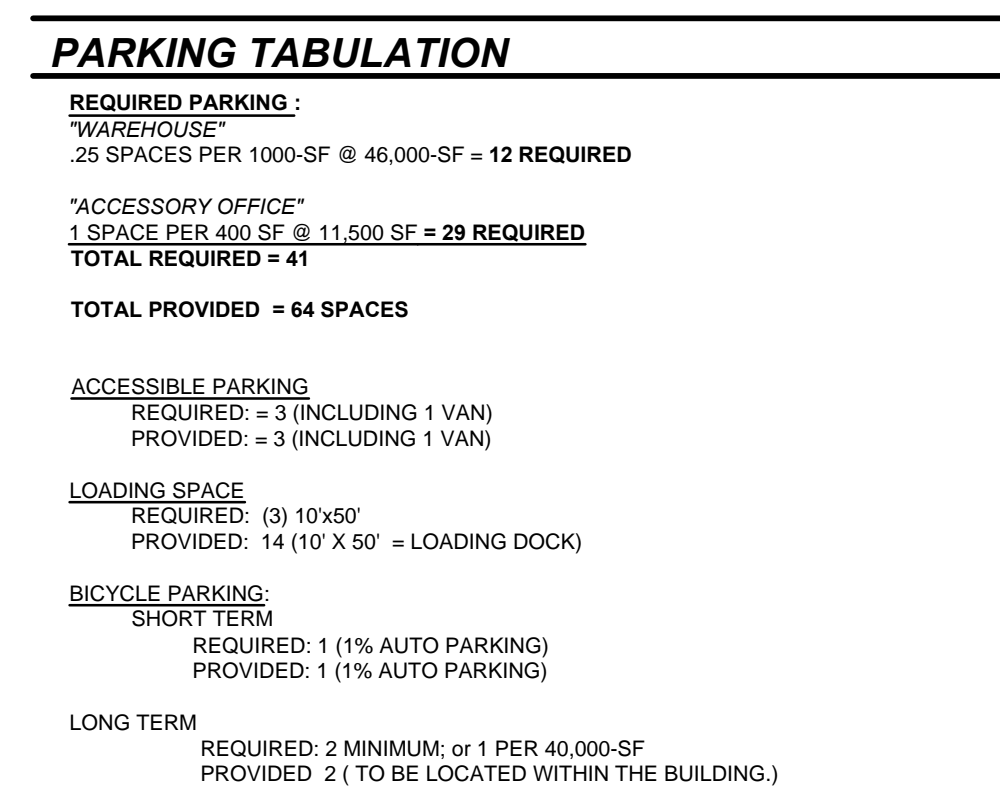 PARKING TABULATION
REQUIRED PARKING :
"WAREHOUSE"
.25 SPACES PER 1000-SF @ 46,000-SF = 12 REQUIRED
"ACCESSORY OFFICE"
1 SPACE PER 400 SF @ 11,500 SF = 29 REQUIRED
TOTAL REQUIRED = 41
TOTAL PROVIDED = 64 SPACES
ACCESSIBLE PARKING
REQUIRED: = 3 (INCLUDING 1 VAN)
PROVIDED: = 3 (INCLUDING 1 VAN)
LOADING SPACE
REQUIRED: (3) 10'x50'
PROVIDED: 14 (10' X 50' = LOADING DOCK)
BICYCLE PARKING:
SHORT TERM
REQUIRED: 1 (1% AUTO PARKING)
PROVIDED: 1 (1% AUTO PARKING)
LONG TERM
REQUIRED: 2 MINIMUM; or 1 PER 40,000-SF
PROVIDED 2 ( TO BE LOCATED WITHIN THE BUILDING.)